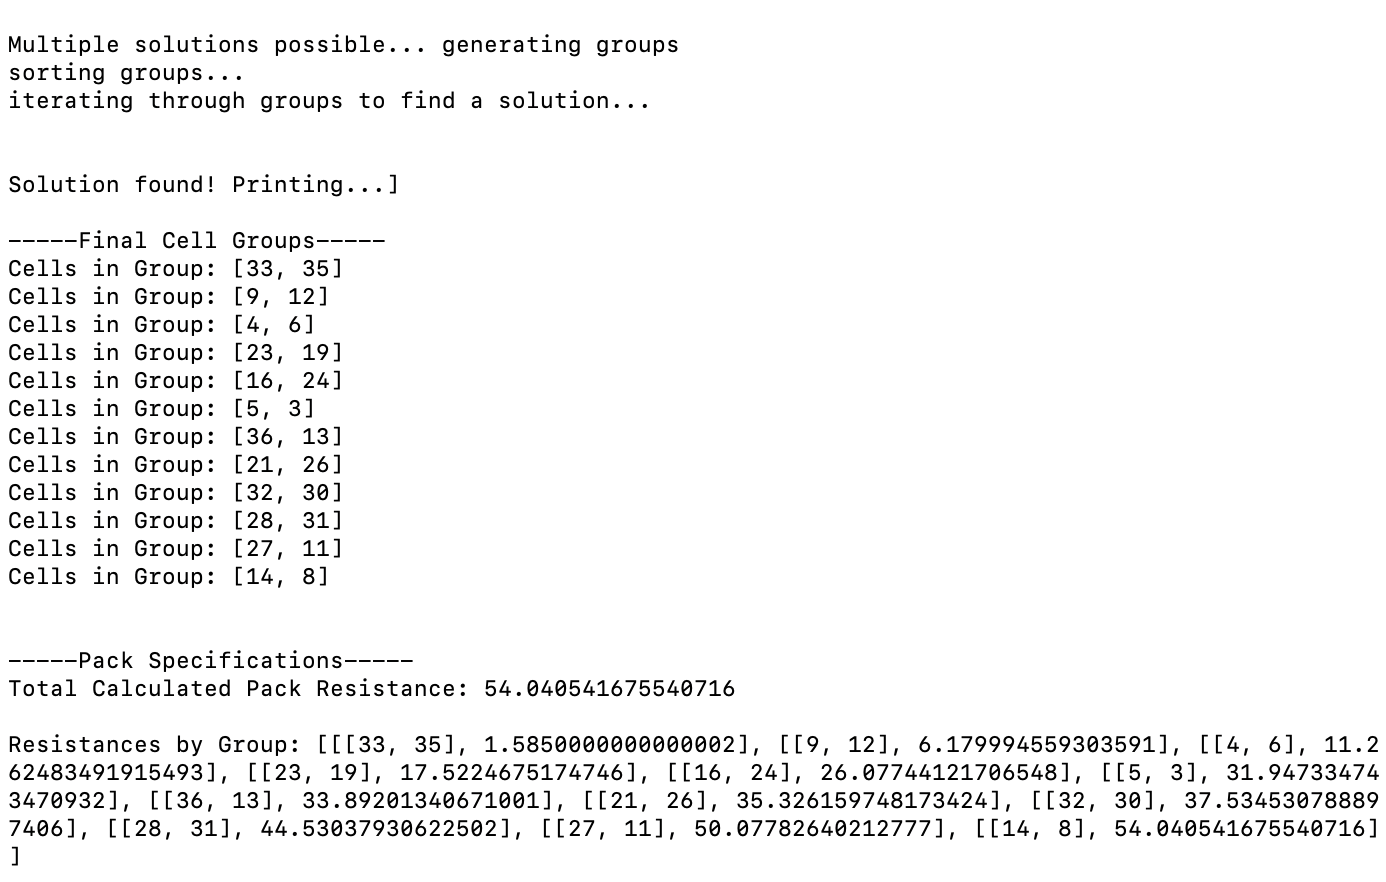 Multiple solutions possible... generating groups
sorting groups...
iterating through groups to find a solution...
Solution found! Printing...]
-----Final Cell Groups-----
Cells in Group: [33, 35]
Cells in Group: [9, 12]
Cells in Group: [4, 6]
Cells in Group: [23, 19]
Cells in Group: [16, 24]
Cells in Group: [5, 3]
Cells in Group: [36, 13]
Cells in Group: [21, 26]
Cells in Group: [32, 30]
Cells in Group: [28, 31]
Cells in Group: [27, 11]
Cells in Group: [14, 8]
-----Pack Specifications-----
Total Calculated Pack Resistance: 54.040541675540716
Resistances by Group: [[[33, 35], 1.5850000000000002], [[9, 12], 6.179994559303591], [[4, 6], 11.2
62483491915493], [[23, 19], 17.5224675174746], [[16, 24], 26.07744121706548], [[5, 3], 31.94733474
3470932], [[36, 13], 33.89201340671001], [[21, 26], 35.326159748173424], [[32, 30], 37.53453078889
7406], [[28, 31], 44.53037930622502], [[27, 11], 50.07782640212777], [[14, 8], 54.040541675540716]
]